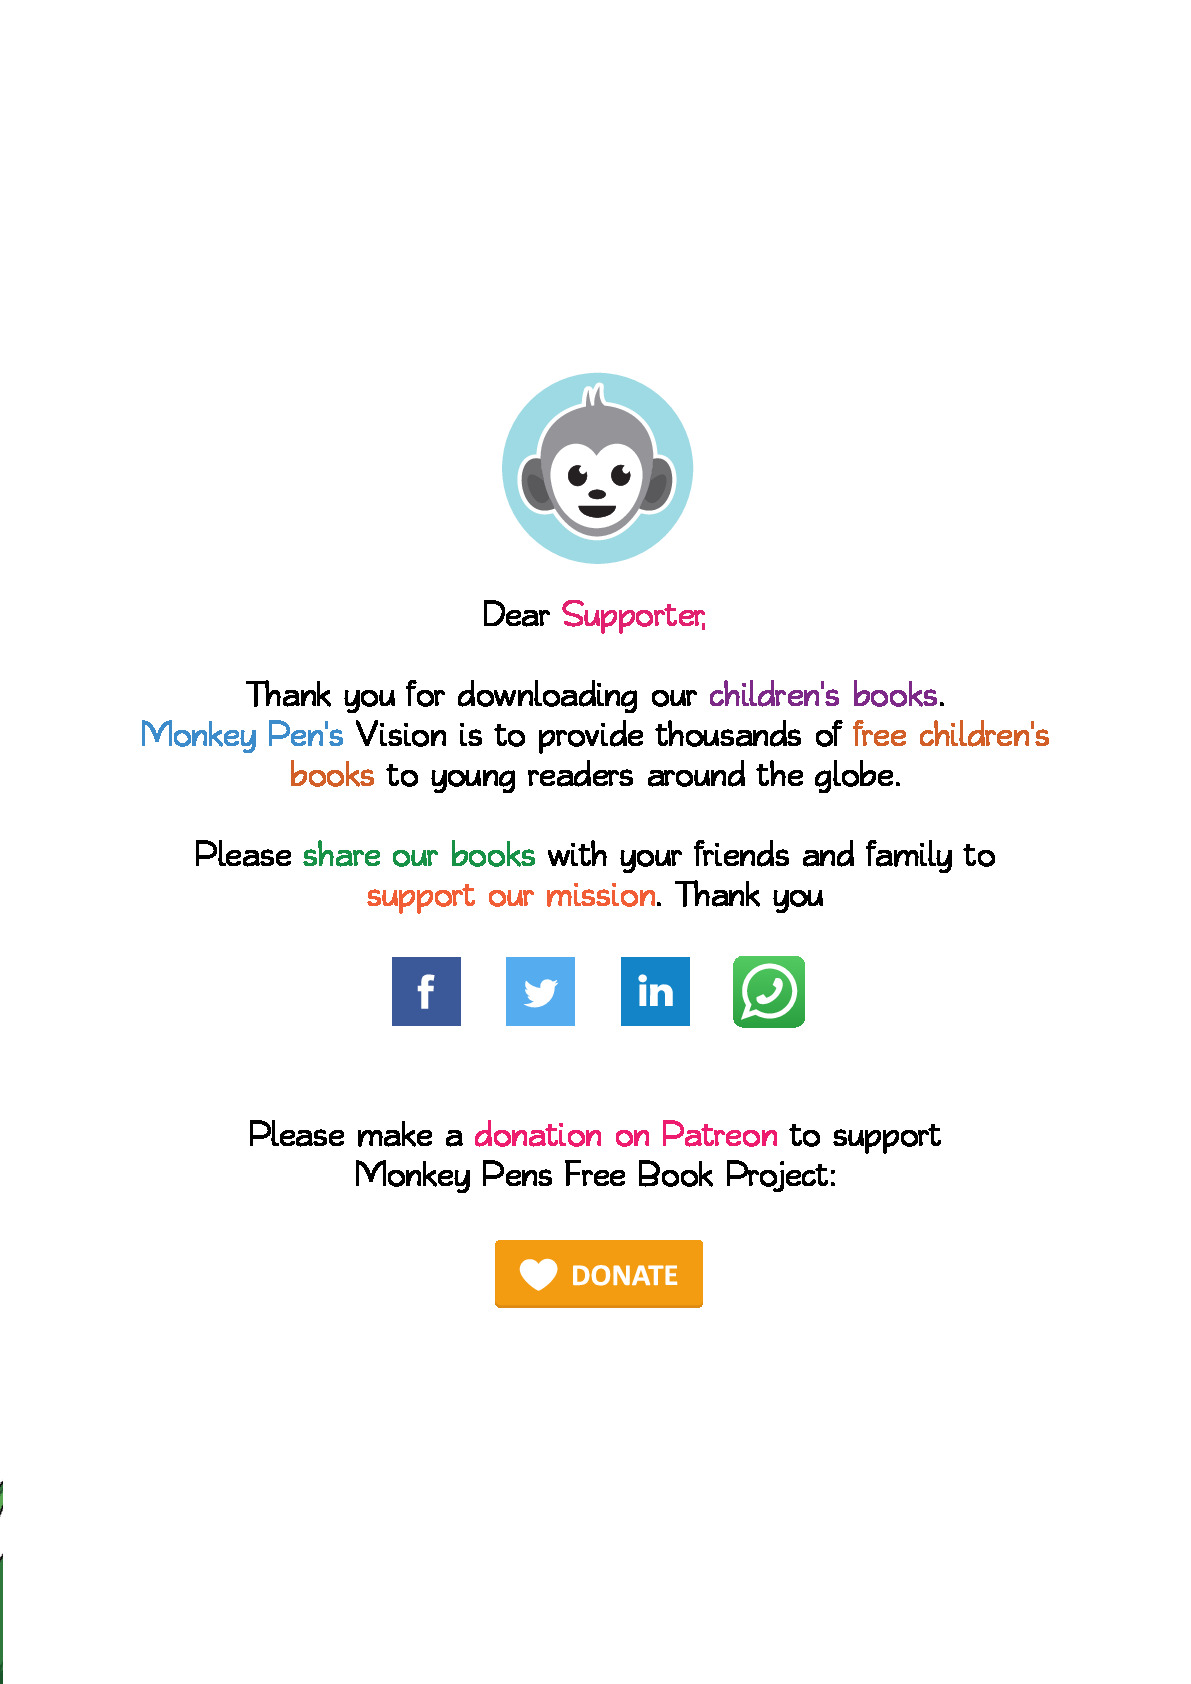 Dear Supporter,
Thank you for downloading our children's books.
Monkey Pen's Vision is to provide thousands of free children's
books to young readers around the globe.
Please share our books with your friends and family to
support our mission. Thank you
f
in
Please make a donation on Patreon to support
Monkey Pens Free Book Project:
DONATE